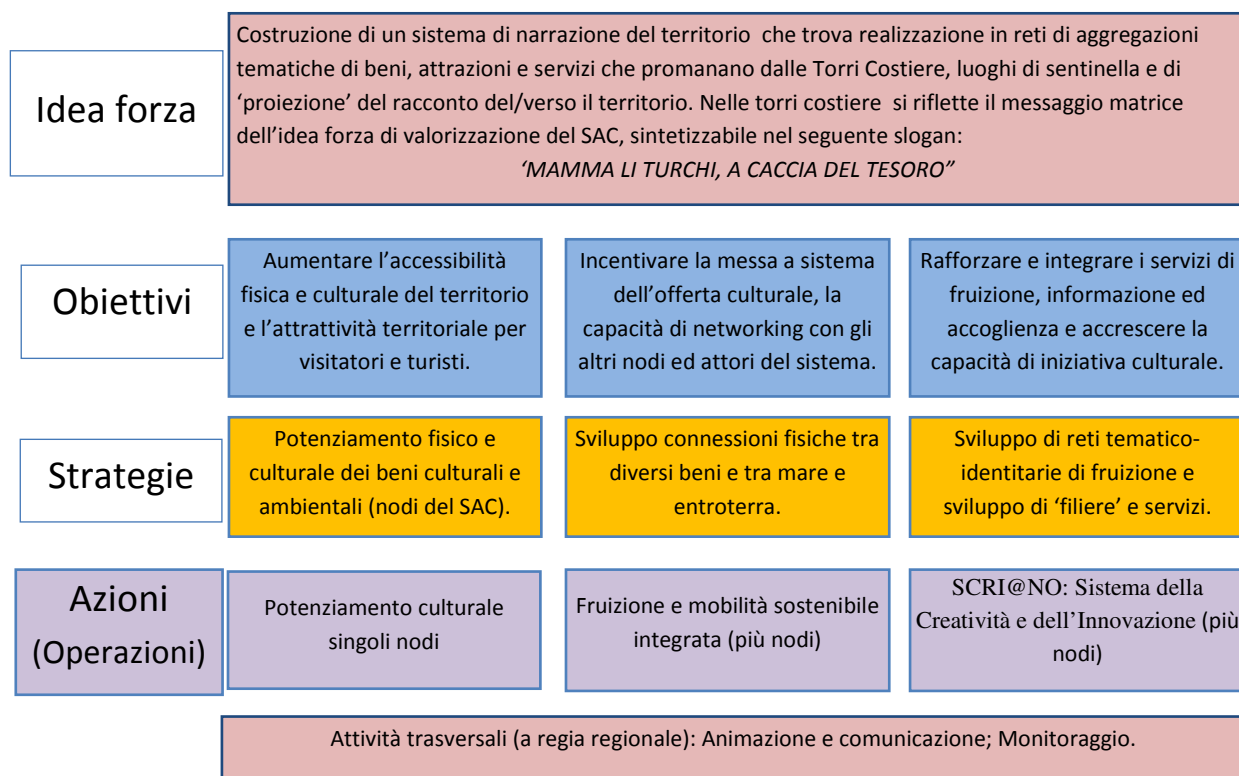 Idea forza
Costruzione di un sistema di narrazione del territorio che trova realizzazione in reti di aggregazioni
tematiche di beni, attrazioni e servizi che promanano dalle Torri Costiere, luoghi di sentinella e di
‘proiezione’ del racconto del/verso il territorio. Nelle torri costiere si riflette il messaggio matrice
dell’idea forza di valorizzazione del SAC, sintetizzabile nel seguente slogan:
‘MAMMA LI TURCHI, A CACCIA DEL TESORO”
Obiettivi
Aumentare l’accessibilità
fisica e culturale del territorio
e l’attrattività territoriale per
visitatori e turisti.
Incentivare la messa a sistema
dell’offerta culturale, la
capacità di networking con gli
altri nodi ed attori del sistema.
Rafforzare e integrare i servizi di
fruizione, informazione ed
accoglienza e accrescere la
capacità di iniziativa culturale.
Strategie
Potenziamento fisico e
culturale dei beni culturali e
ambientali (nodi del SAC).
Sviluppo connessioni fisiche tra
diversi beni e tra mare e
entroterra.
Sviluppo di reti tematico-
identitarie di fruizione e
sviluppo di ‘filiere’ e servizi.
Azioni
(Operazioni)
Potenziamento culturale
singoli nodi
Fruizione e mobilità sostenibile
integrata (più nodi)
SCRI@NO: Sistema della
Creatività e dell’Innovazione (più
nodi)
Attività trasversali (a regia regionale): Animazione e comunicazione; Monitoraggio.